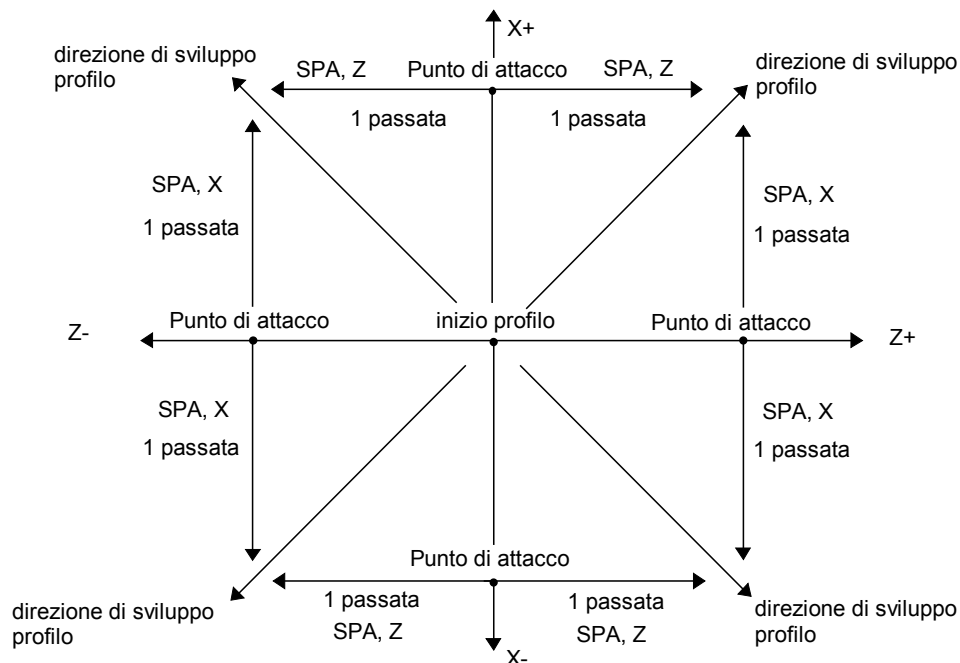 X+
direzione di sviluppo
profilo
SPA, Z
Punto di attacco
SPA, Z
direzione di sviluppo
profilo
1 passata
1 passata
SPA, X
1 passata
SPA, X
1 passata
Z-
Punto di attacco
inizio profilo
Punto di attacco
Z+
SPA, X
1 passata
SPA, X
1 passata
Punto di attacco
direzione di sviluppo
profilo
1 passata
SPA, Z
1 passata
SPA, Z
direzione di sviluppo
profilo
X-